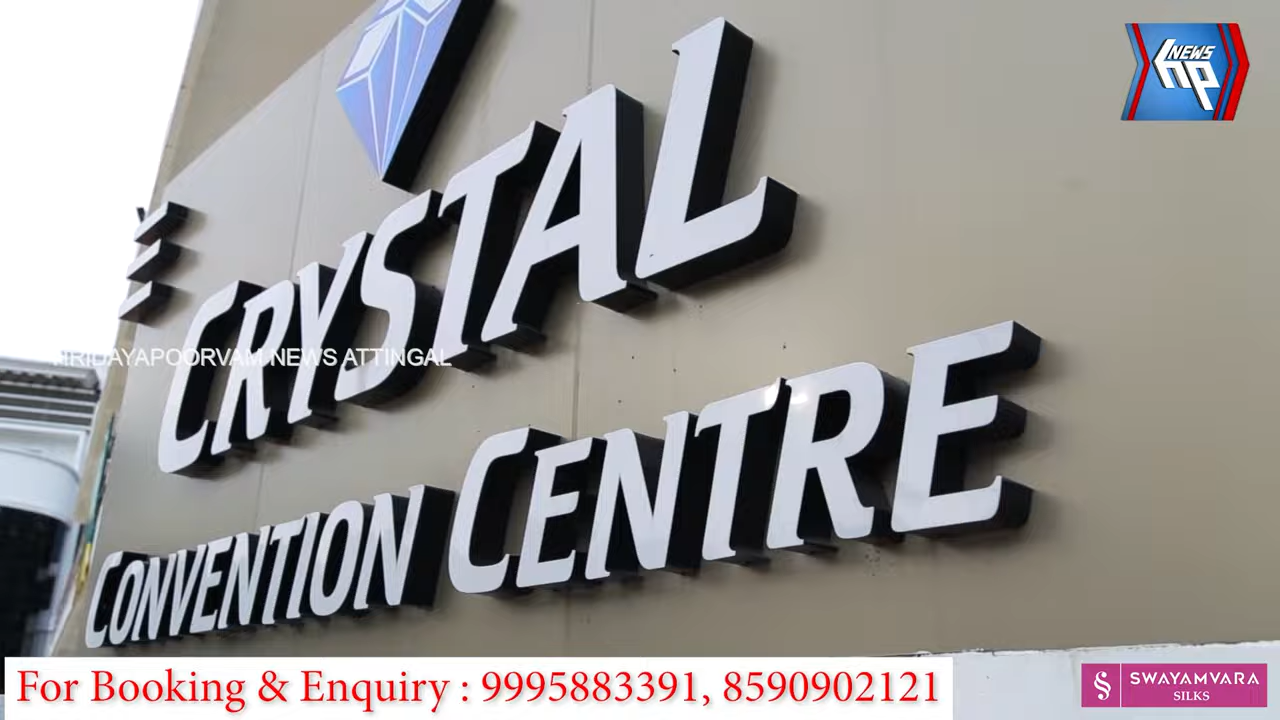 NEWS
hp
E CRYSTAL
HRIDAYAPOORVAM NEWS ATTINGAL
CONVENTION CENTRE
For Booking & Enquiry : 9995883391, 8590902121
SWAYAMVARA
SILKS